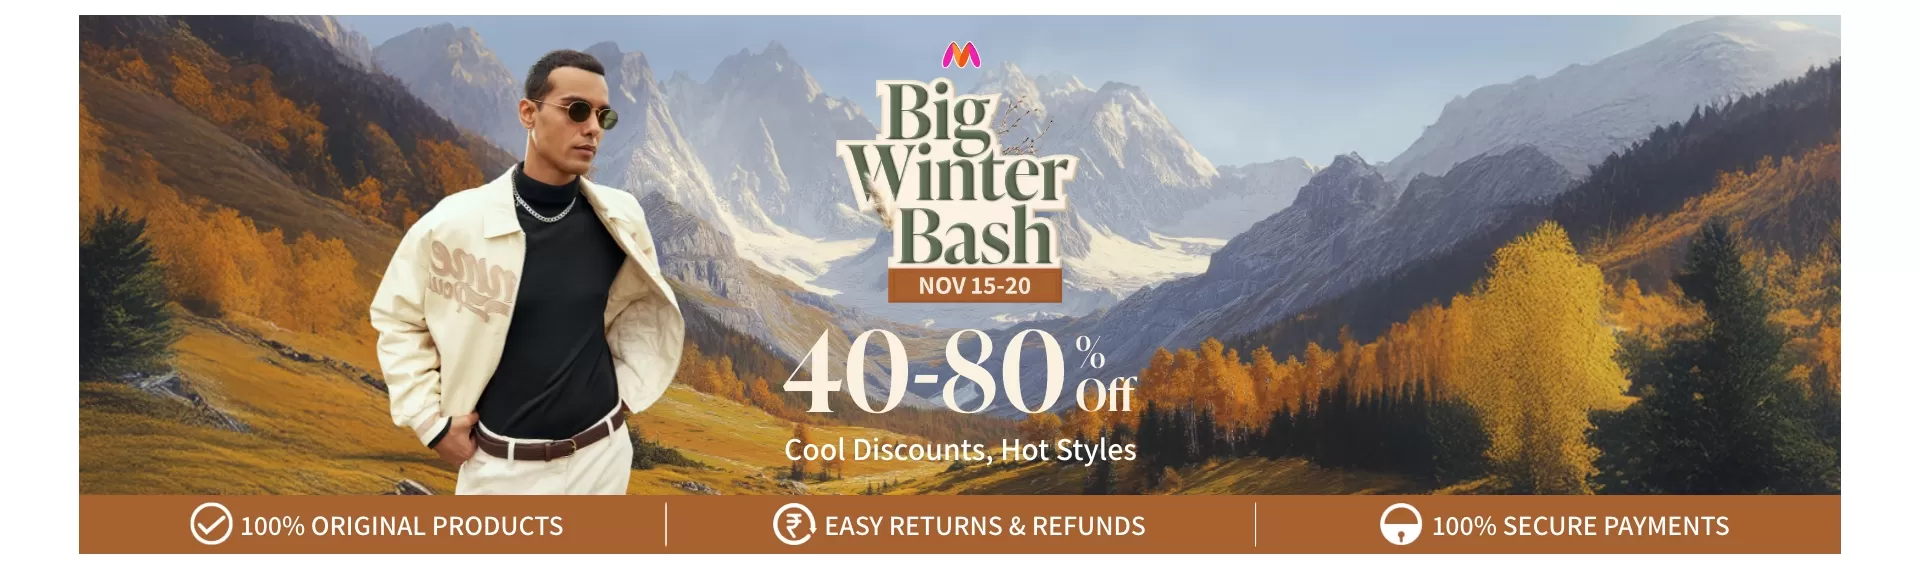 Big
Winter
Bash
NOV 15-20
40-80% Off
Cool Discounts, Hot Styles
100% ORIGINAL PRODUCTS
EASY RETURNS & REFUNDS
100% SECURE PAYMENTS